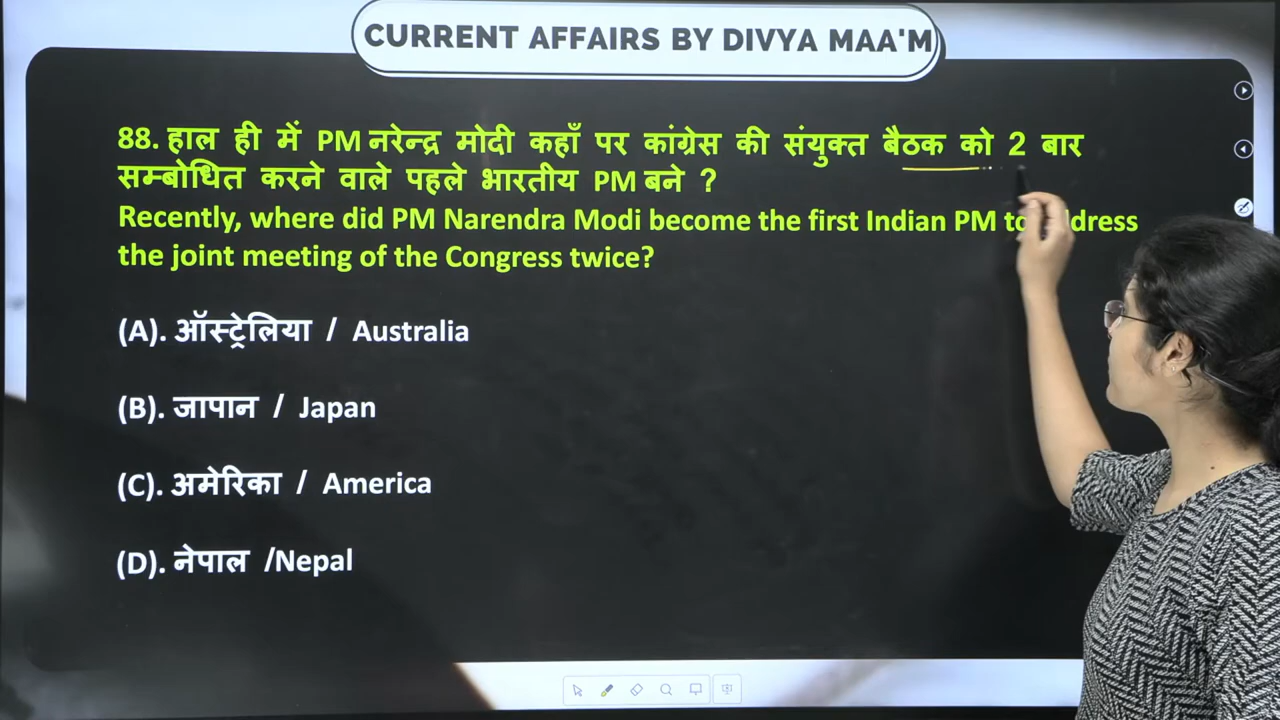 CURRENT AFFAIRS BY DIVYA MAA'M
88. हाल ही में PM नरेन्द्र मोदी कहाँ पर कांग्रेस की संयुक्त बैठक को 2 बार
सम्बोधित करने वाले पहले भारतीय PM बने ?
Recently, where did PM Narendra Modi become the first Indian PM to
the joint meeting of the Congress twice?
(A). ऑस्ट्रेलिया / Australia
(B). जापान / Japan
(C). अमेरिका / America
(D). नेपाल /Nepal